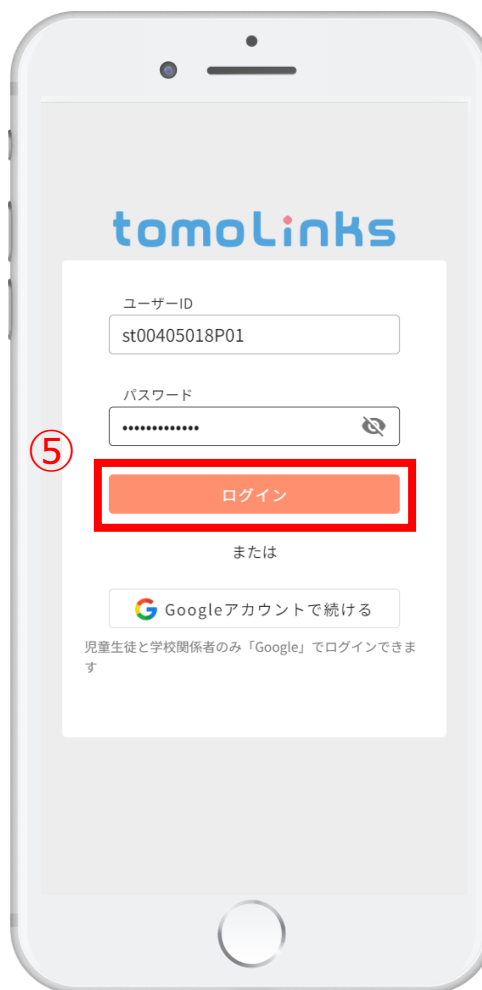 tomoLinks
ユーザーID
st00405018P01
パスワード
•••••••••••••
⑤
ログイン
または
Googleアカウントで続ける
児童生徒と学校関係者のみ「Google」でログインできま
す